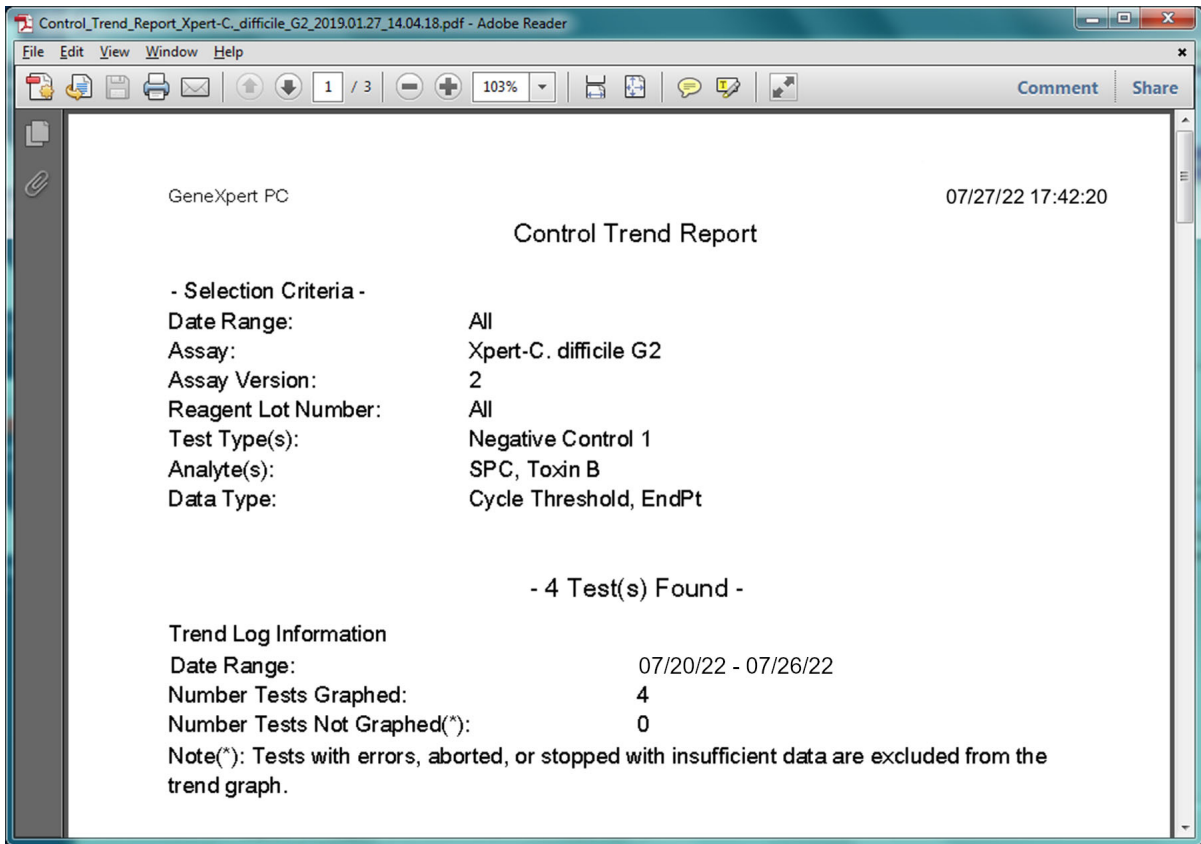 Control_Trend_Report_Xpert-C._difficile_G2_2019.01.27_14.04.18.pdf - Adobe Reader
File Edit View Window Help
1 / 3 103% Comment Share
GeneXpert PC 07/27/22 17:42:20
Control Trend Report
- Selection Criteria -
Date Range: All
Assay: Xpert-C. difficile G2
Assay Version: 2
Reagent Lot Number: All
Test Type(s): Negative Control 1
Analyte(s): SPC, Toxin B
Data Type: Cycle Threshold, EndPt
- 4 Test(s) Found -
Trend Log Information
Date Range: 07/20/22 - 07/26/22
Number Tests Graphed: 4
Number Tests Not Graphed(*): 0
Note(*): Tests with errors, aborted, or stopped with insufficient data are excluded from the
trend graph.